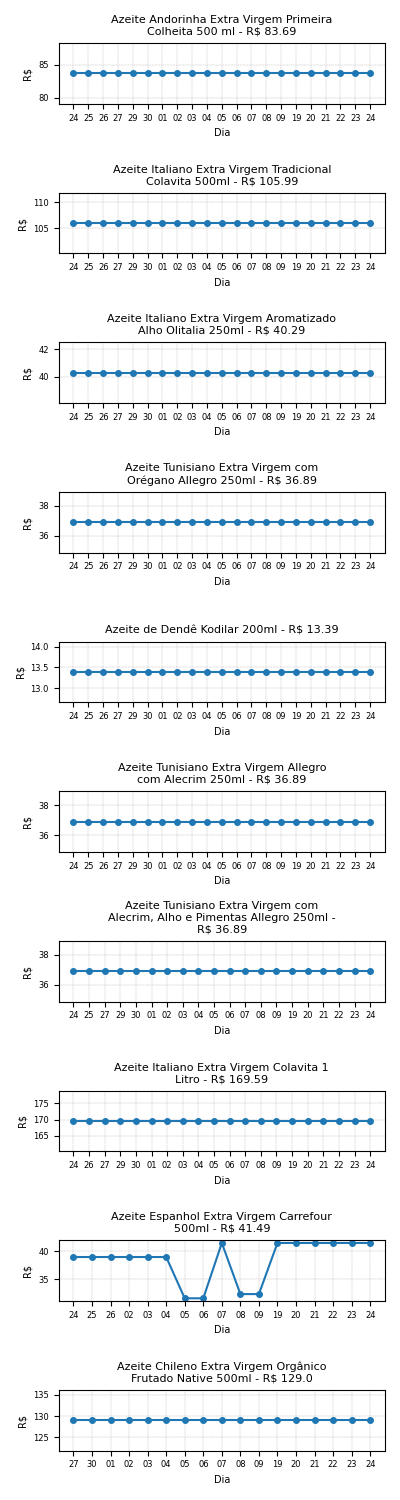 Azeite Andorinha Extra Virgem Primeira
Colheita 500 ml - R$ 83.69
85
80
R$
24 25 26 27 29 30 01 02 03 04 05 06 07 08 09 19 20 21 22 23 24
Dia
Azeite Italiano Extra Virgem Tradicional
Colavita 500ml - R$ 105.99
110
105
R$
24 25 26 27 29 30 01 02 03 04 05 06 07 08 09 19 20 21 22 23 24
Dia
Azeite Italiano Extra Virgem Aromatizado
Alho Olitalia 250ml - R$ 40.29
42
40
R$
24 25 26 27 29 30 01 02 03 04 05 06 07 08 09 19 20 21 22 23 24
Dia
Azeite Tunisiano Extra Virgem com
Orégano Allegro 250ml - R$ 36.89
38
36
R$
24 25 26 27 29 30 01 02 03 04 05 06 07 08 09 19 20 21 22 23 24
Dia
Azeite de Dendê Kodilar 200ml - R$ 13.39
14.0
13.5
13.0
R$
24 25 26 27 29 30 01 02 03 04 05 06 07 08 09 19 20 21 22 23 24
Dia
Azeite Tunisiano Extra Virgem Allegro
com Alecrim 250ml - R$ 36.89
38
36
R$
24 25 26 27 29 30 01 02 03 04 05 06 07 08 09 19 20 21 22 23 24
Dia
Azeite Tunisiano Extra Virgem com
Alecrim, Alho e Pimentas Allegro 250ml -
R$ 36.89
38
36
R$
24 25 27 29 30 01 02 03 04 05 06 07 08 09 19 20 21 22 23 24
Dia
Azeite Italiano Extra Virgem Colavita 1
Litro - R$ 169.59
175
170
165
R$
24 26 27 29 30 01 02 03 04 05 06 07 08 09 19 20 21 22 23 24
Dia
Azeite Espanhol Extra Virgem Carrefour
500ml - R$ 41.49
40
35
R$
24 25 26 02 03 04 05 06 07 08 09 19 20 21 22 23 24
Dia
Azeite Chileno Extra Virgem Orgânico
Frutado Native 500ml - R$ 129.0
135
130
125
R$
27 30 01 02 03 04 05 06 07 08 09 19 20 21 22 23 24
Dia